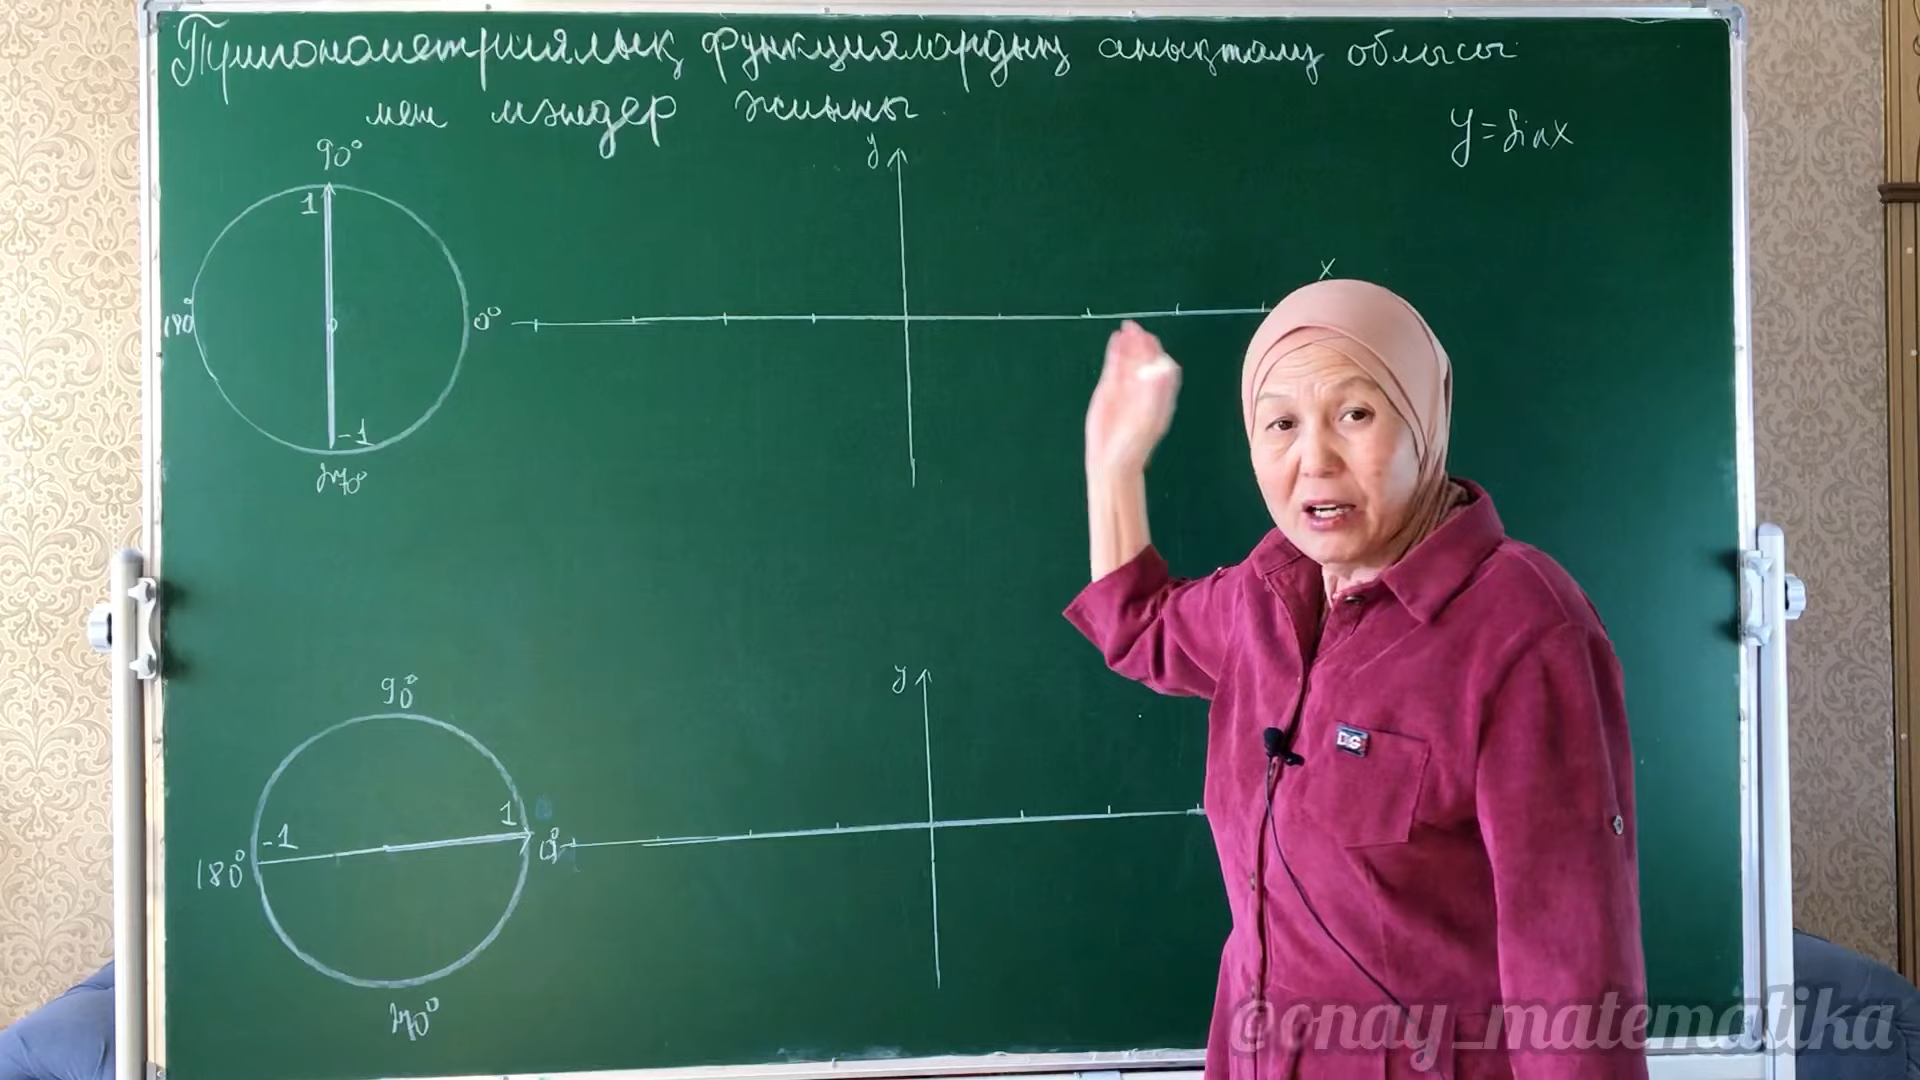 Тригонометриялық функциялардың анықталу облысы
мен мәндер жиыны
y = sin x
90°
1
180°
0°
-1
270°
y
x
90°
1
-1
180°
0°
270°
y
D&G
@onay_matematika